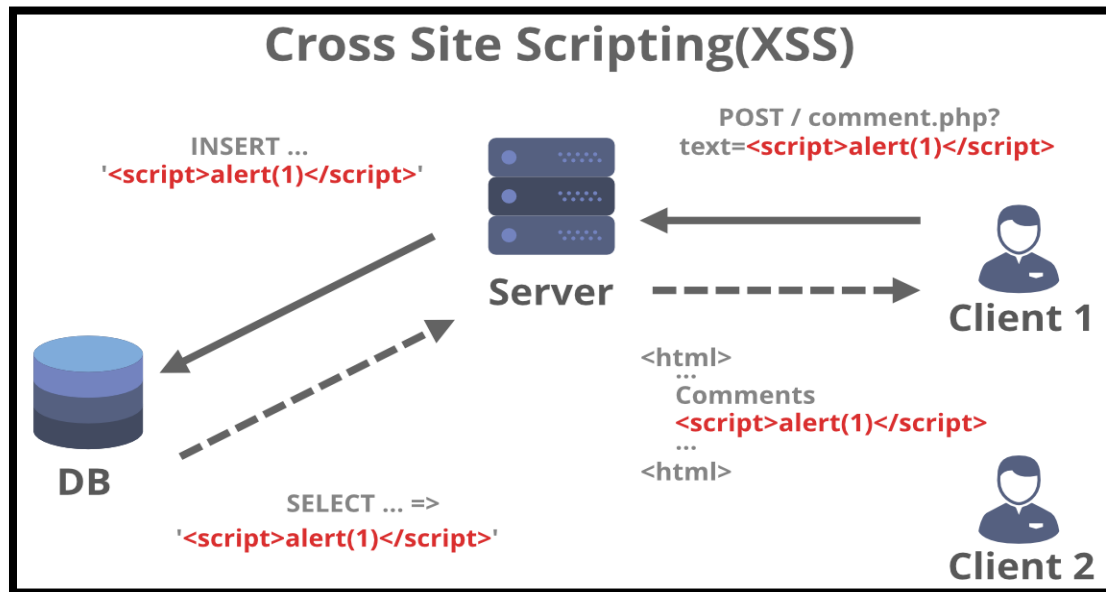 Cross Site Scripting(XSS)
INSERT ...
'<script>alert(1)</script>'
POST / comment.php?
text=<script>alert(1)</script>
Server
Client 1
DB
<html>
...
Comments
<script>alert(1)</script>
...
<html>
SELECT ... =>
'<script>alert(1)</script>'
Client 2